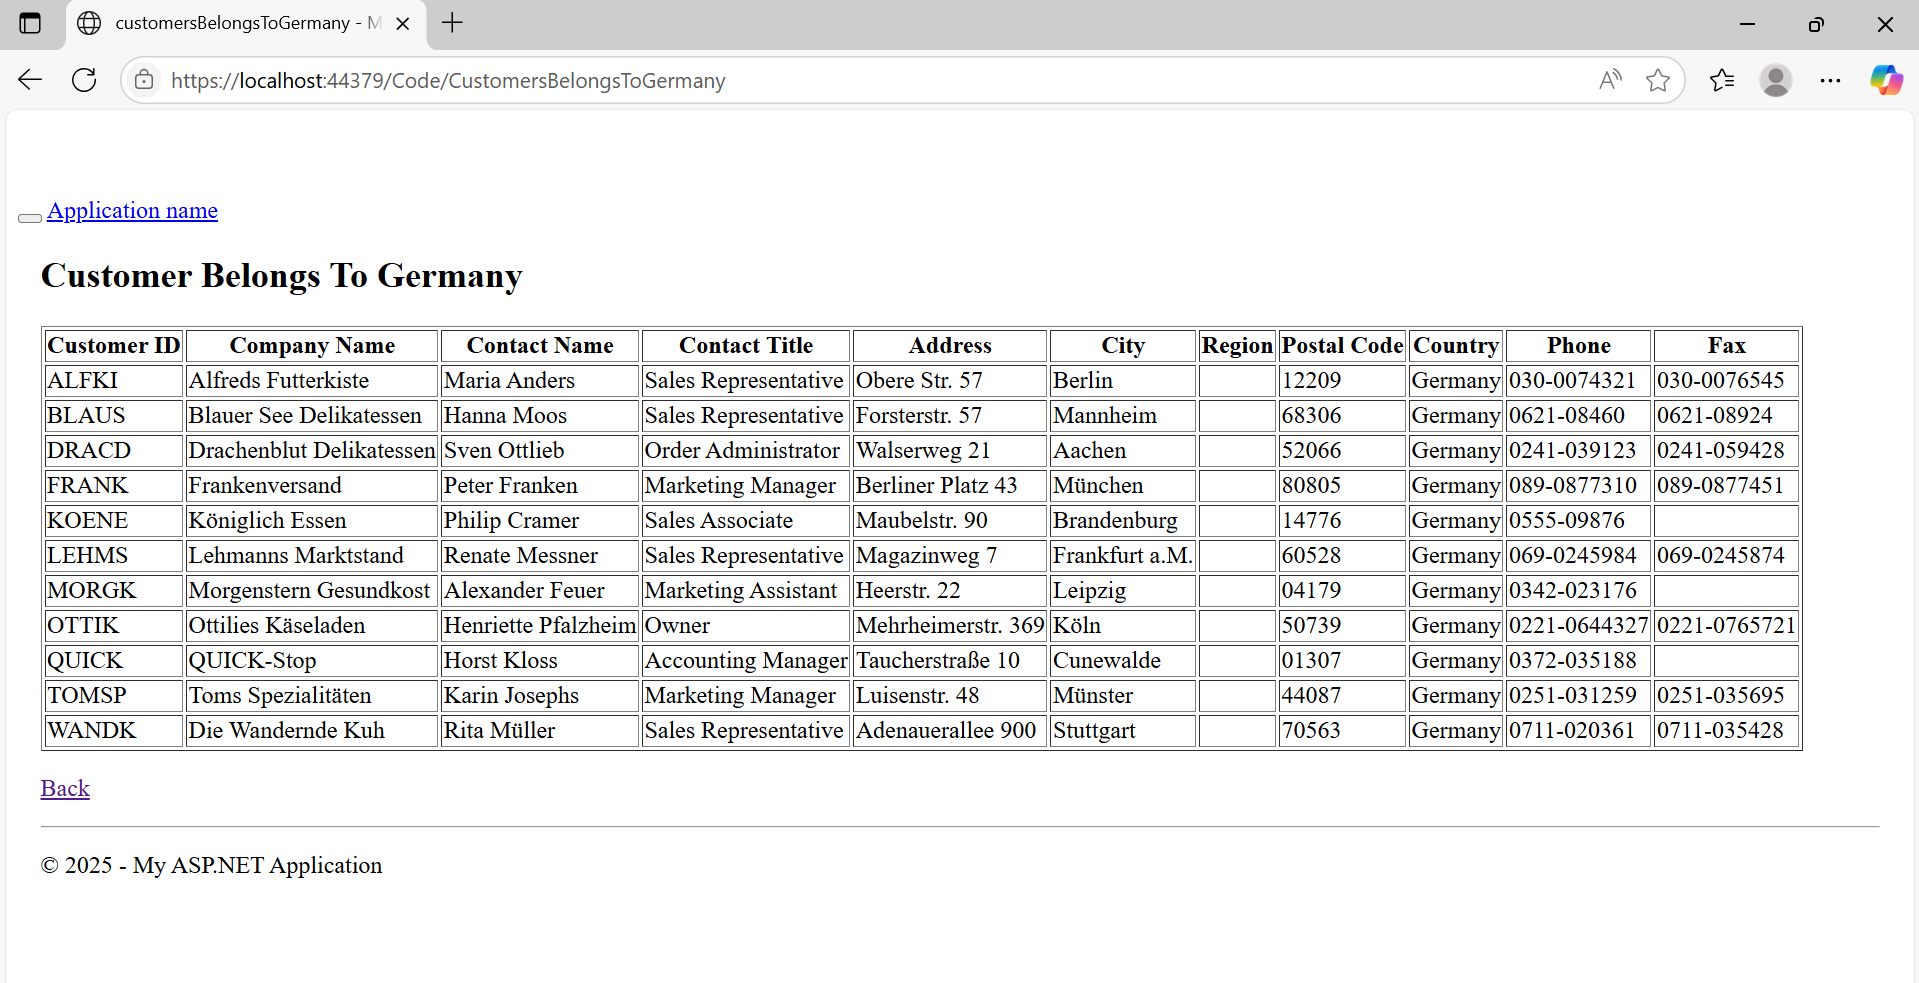 customersBelongsToGermany - M
https://localhost:44379/Code/CustomersBelongsToGermany
Application name
Customer Belongs To Germany
Customer ID Company Name Contact Name Contact Title Address City Region Postal Code Country Phone Fax
ALFKI Alfreds Futterkiste Maria Anders Sales Representative Obere Str. 57 Berlin 12209 Germany 030-0074321 030-0076545
BLAUS Blauer See Delikatessen Hanna Moos Sales Representative Forsterstr. 57 Mannheim 68306 Germany 0621-08460 0621-08924
DRACD Drachenblut Delikatessen Sven Ottlieb Order Administrator Walserweg 21 Aachen 52066 Germany 0241-039123 0241-059428
FRANK Frankenversand Peter Franken Marketing Manager Berliner Platz 43 München 80805 Germany 089-0877310 089-0877451
KOENE Königlich Essen Philip Cramer Sales Associate Maubelstr. 90 Brandenburg 14776 Germany 0555-09876
LEHMS Lehmanns Marktstand Renate Messner Sales Representative Magazinweg 7 Frankfurt a.M. 60528 Germany 069-0245984 069-0245874
MORGK Morgenstern Gesundkost Alexander Feuer Marketing Assistant Heerstr. 22 Leipzig 04179 Germany 0342-023176
OTTIK Ottilies Käseladen Henriette Pfalzheim Owner Mehrheimerstr. 369 Köln 50739 Germany 0221-0644327 0221-0765721
QUICK QUICK-Stop Horst Kloss Accounting Manager Taucherstraße 10 Cunewalde 01307 Germany 0372-035188
TOMSP Toms Spezialitäten Karin Josephs Marketing Manager Luisenstr. 48 Münster 44087 Germany 0251-031259 0251-035695
WANDK Die Wandernde Kuh Rita Müller Sales Representative Adenauerallee 900 Stuttgart 70563 Germany 0711-020361 0711-035428
Back
© 2025 - My ASP.NET Application